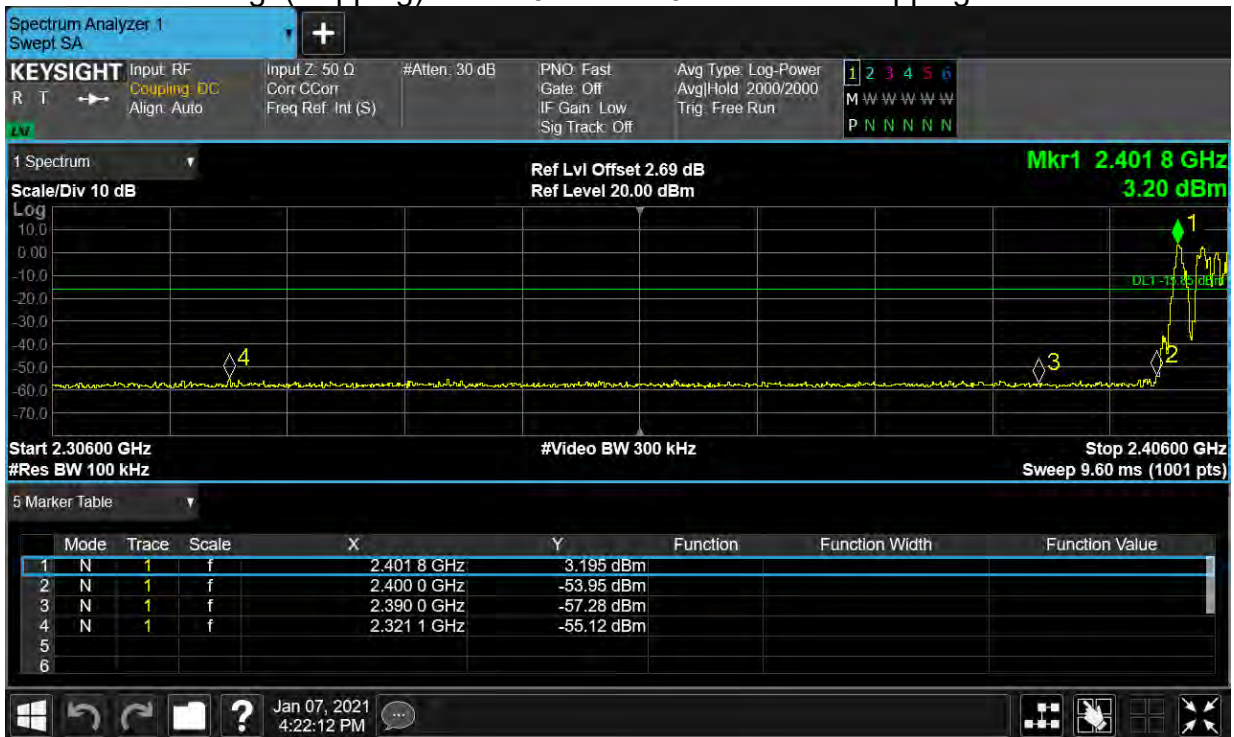 Spectrum Analyzer 1
Swept SA
+
KEYSIGHT Input: RF Input Z: 50 Ω #Atten: 30 dB PNO: Fast Avg Type: Log-Power 1 2 3 4 5 6
R T Coupling: DC Corr CCorr Gate: Off Avg|Hold: 2000/2000 M W W W W W
Align: Auto Freq Ref: Int (S) IF Gain: Low Trig: Free Run
Sig Track: Off P N N N N N
LXI
1 Spectrum Ref Lvl Offset 2.69 dB Mkr1 2.401 8 GHz
Scale/Div 10 dB Ref Level 20.00 dBm 3.20 dBm
Log
10.0
0.00
-10.0
DL1 -15.85 dBm
-20.0
-30.0
-40.0
-50.0
-60.0
-70.0
1
4
3
2
Start 2.30600 GHz #Video BW 300 kHz Stop 2.40600 GHz
#Res BW 100 kHz Sweep 9.60 ms (1001 pts)
5 Marker Table
Mode Trace Scale X Y Function Function Width Function Value
1 N 1 f 2.401 8 GHz 3.195 dBm
2 N 1 f 2.400 0 GHz -53.95 dBm
3 N 1 f 2.390 0 GHz -57.28 dBm
4 N 1 f 2.321 1 GHz -55.12 dBm
5
6
? Jan 07, 2021
4:22:12 PM